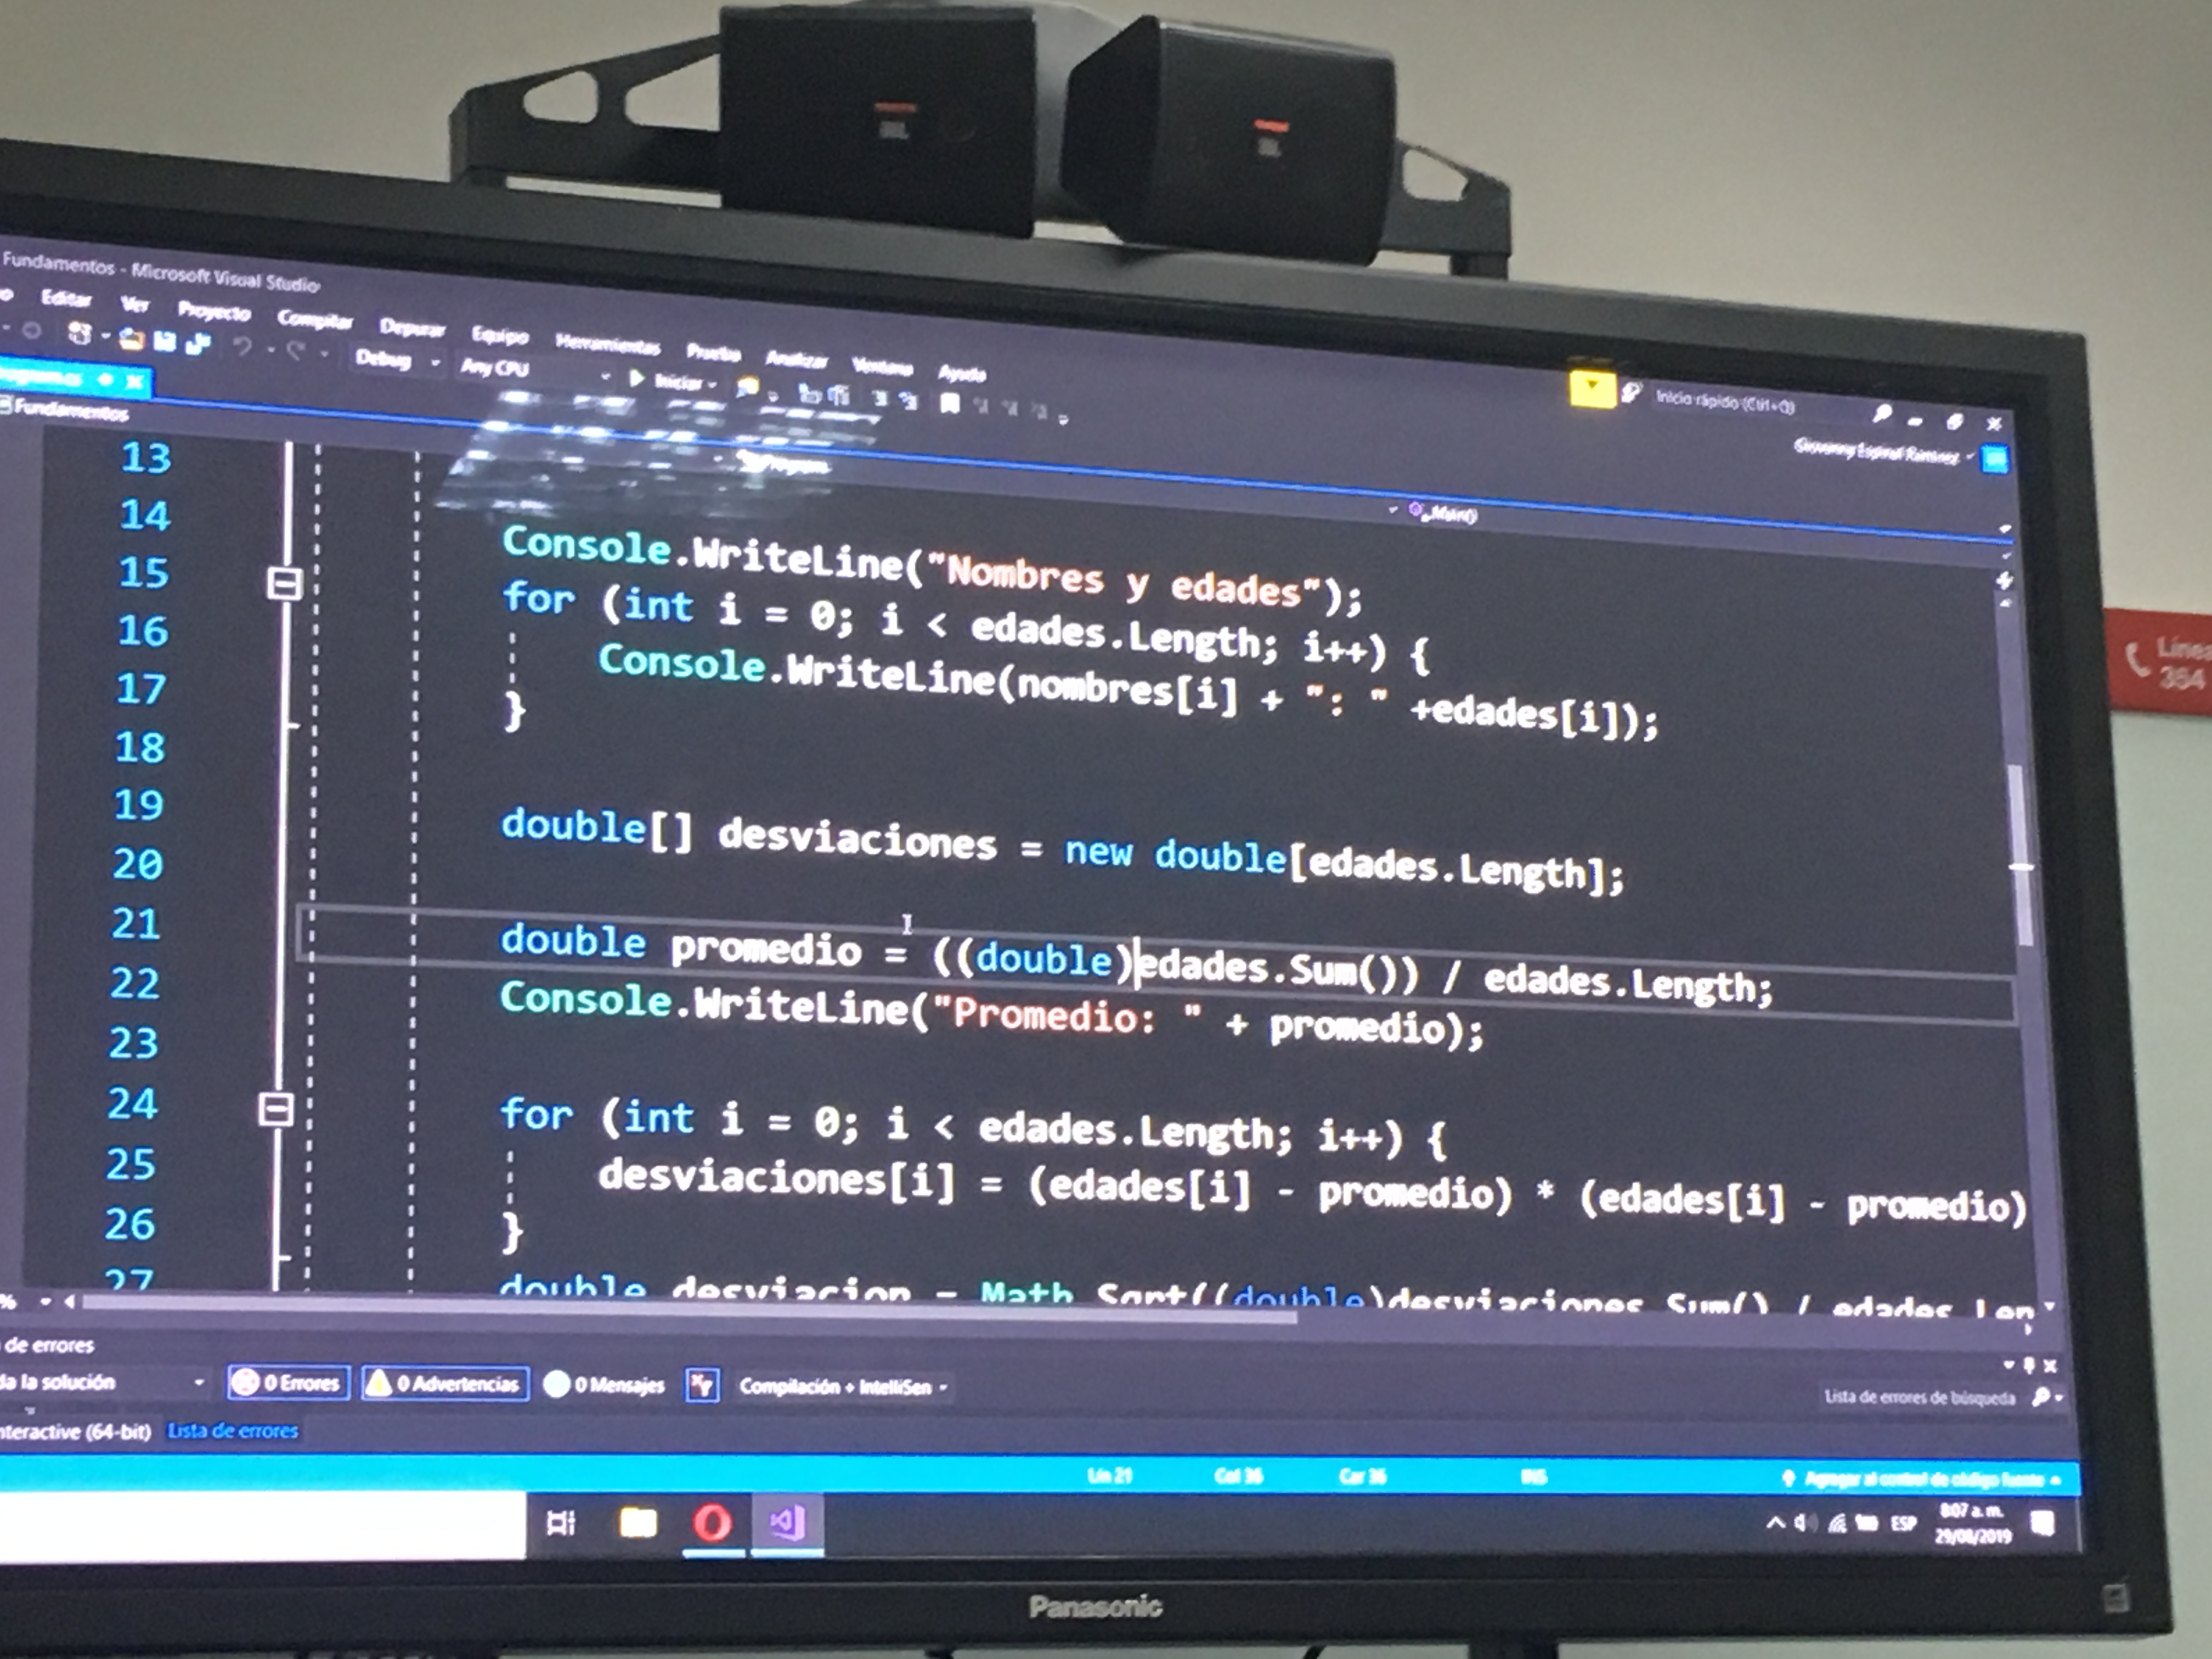 Fundamentos - Microsoft Visual Studio
Editar Ver Proyecto Compilar Depurar Equipo Herramientas Prueba Analizar Ventana Ayuda
Inicio rápido (Ctrl+Q)
Debug Any CPU Iniciar
Fundamentos
Main()
13
14 Console.WriteLine("Nombres y edades");
15 for (int i = 0; i < edades.Length; i++) {
16 Console.WriteLine(nombres[i] + ": " +edades[i]);
17 }
18
19 double[] desviaciones = new double[edades.Length];
20
21 double promedio = ((double)edades.Sum()) / edades.Length;
22 Console.WriteLine("Promedio: " + promedio);
23
24 for (int i = 0; i < edades.Length; i++) {
25 desviaciones[i] = (edades[i] - promedio) * (edades[i] - promedio)
26 }
27 double desviacion = Math.Sqrt((double)desviaciones.Sum() / edades.Len
%
de errores
da la solución 0 Errores 0 Advertencias 0 Mensajes Compilación + IntelliSen
Lista de errores de búsqueda
nteractive (64-bit) Lista de errores
Lín 21 Col 36 Car 36 INS Agregar al control de código fuente
ESP 8:07 a. m.
29/08/2019
Panasonic
JBL
Línea
354